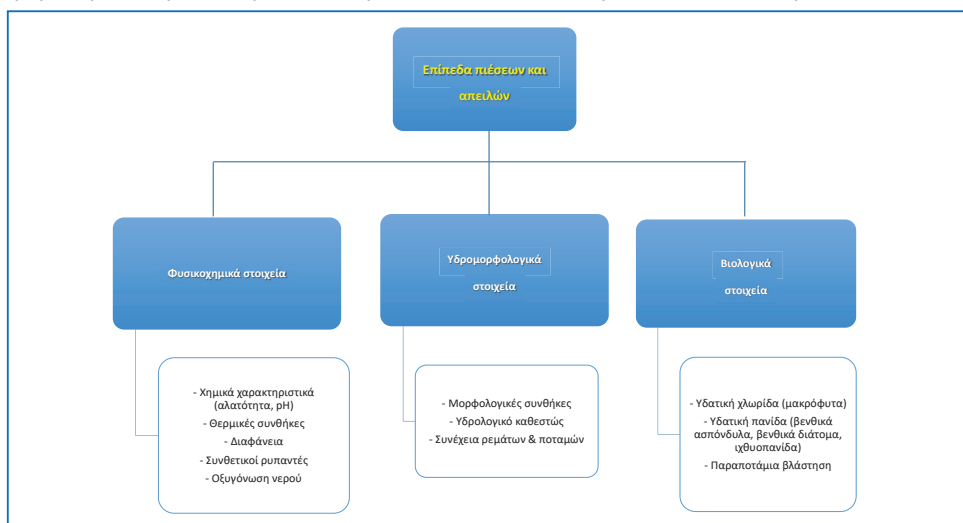 Επίπεδα πιέσεων και
απειλών
Φυσικοχημικά στοιχεία
Υδρομορφολογικά
στοιχεία
Βιολογικά
στοιχεία
- Χημικά χαρακτηριστικά
(αλατότητα, pH)
- Θερμικές συνθήκες
- Διαφάνεια
- Συνθετικοί ρυπαντές
- Οξυγόνωση νερού
- Μορφολογικές συνθήκες
- Υδρολογικό καθεστώς
- Συνέχεια ρεμάτων & ποταμών
- Υδατική χλωρίδα (μακρόφυτα)
- Υδατική πανίδα (βενθικά
ασπόνδυλα, βενθικά διάτομα,
ιχθυοπανίδα)
- Παραποτάμια βλάστηση